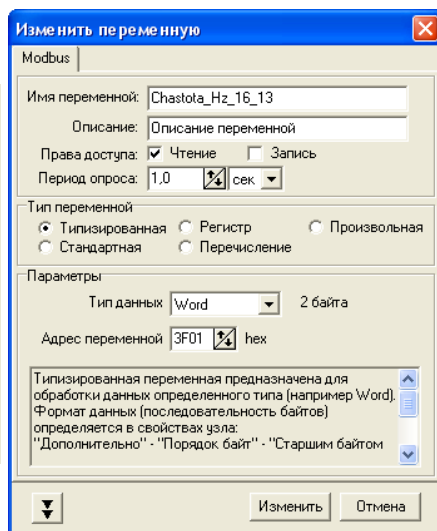 Изменить переменную
Modbus
Имя переменной: Chastota_Hz_16_13
Описание: Описание переменной
Права доступа: Чтение Запись
Период опроса: 1,0 сек
Тип переменной
Типизированная Регистр Произвольная
Стандартная Перечисление
Параметры
Тип данных Word 2 байта
Адрес переменной 3F01 hex
Типизированная переменная предназначена для
обработки данных определенного типа (например Word).
Формат данных (последовательность байтов)
определяется в свойствах узла:
"Дополнительно" - "Порядок байт" - "Старшим байтом
Изменить Отмена